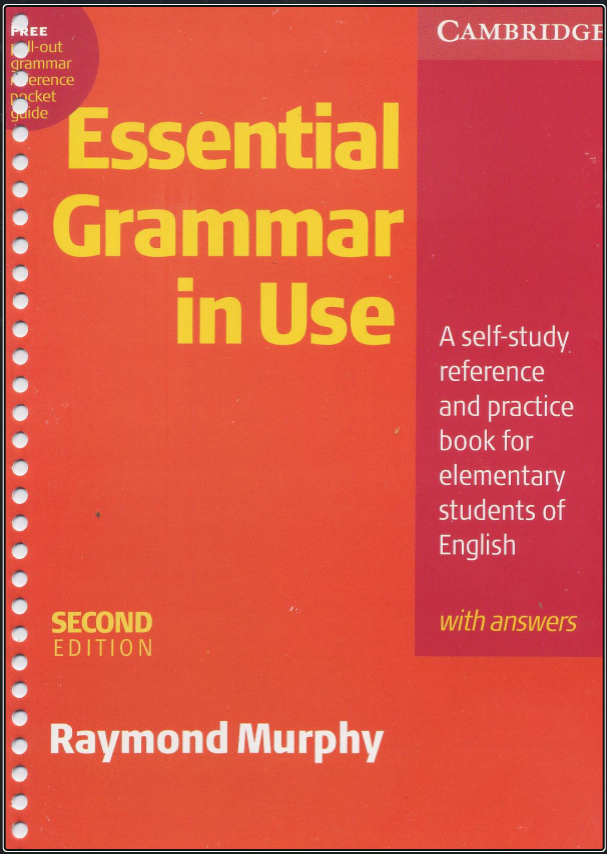 FREE
pull-out
grammar
reference
pocket
guide
CAMBRIDGE
Essential
Grammar
in Use
A self-study
reference
and practice
book for
elementary
students of
English
with answers
SECOND
EDITION
Raymond Murphy